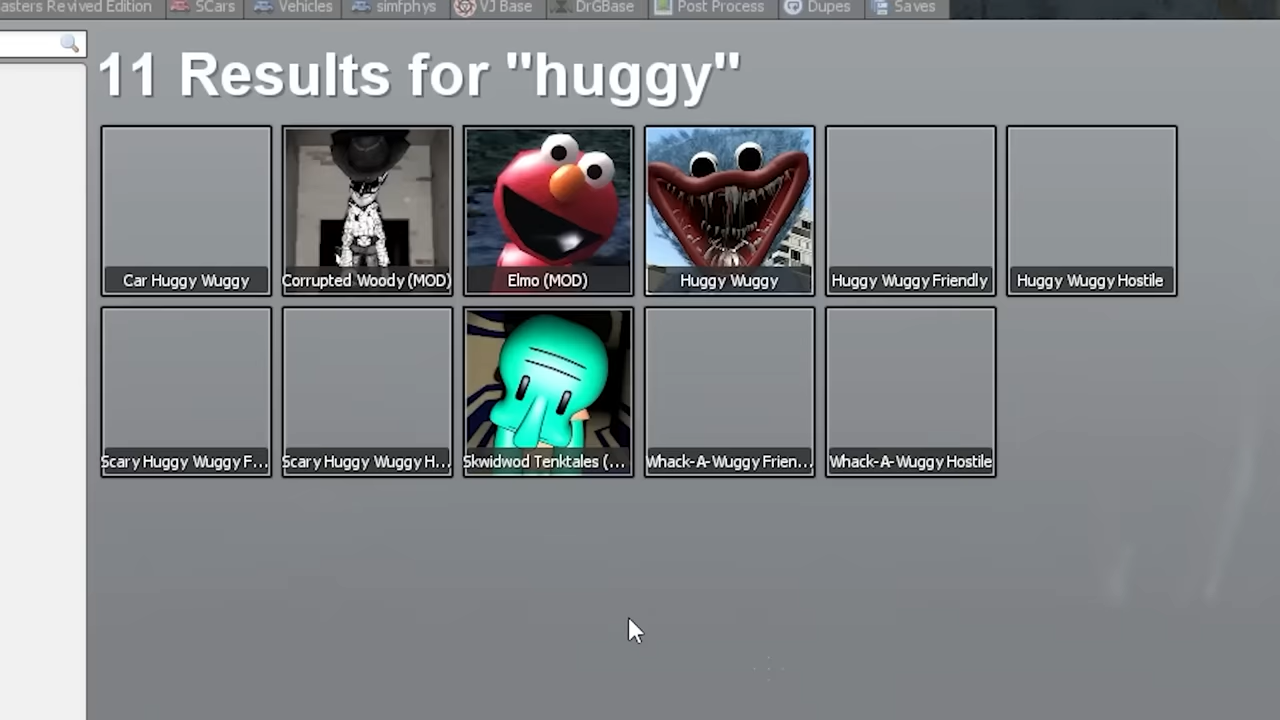 asters Revived Edition SCars Vehicles simfphys VJ Base DrGBase Post Process Dupes Saves
11 Results for "huggy"
Car Huggy Wuggy Corrupted Woody (MOD) Elmo (MOD) Huggy Wuggy Huggy Wuggy Friendly Huggy Wuggy Hostile
Scary Huggy Wuggy F... Scary Huggy Wuggy H... Skwidwod Tenktales (... Whack-A-Wuggy Frien... Whack-A-Wuggy Hostile